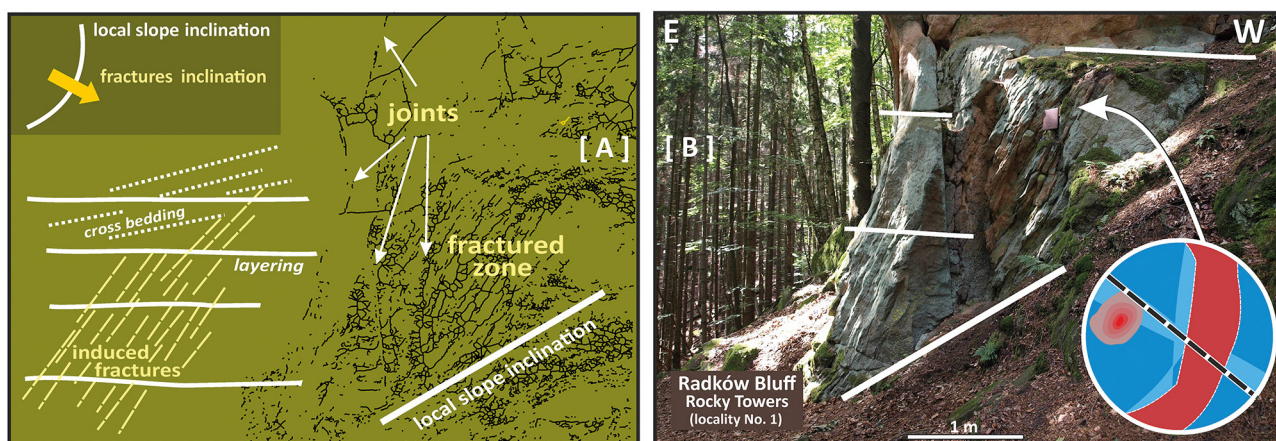 local slope inclination
fractures inclination
joints
[ A ]
cross bedding
layering
fractured
zone
induced
fractures
local slope inclination
E
W
[ B ]
Radków Bluff
Rocky Towers
(locality No. 1)
1 m